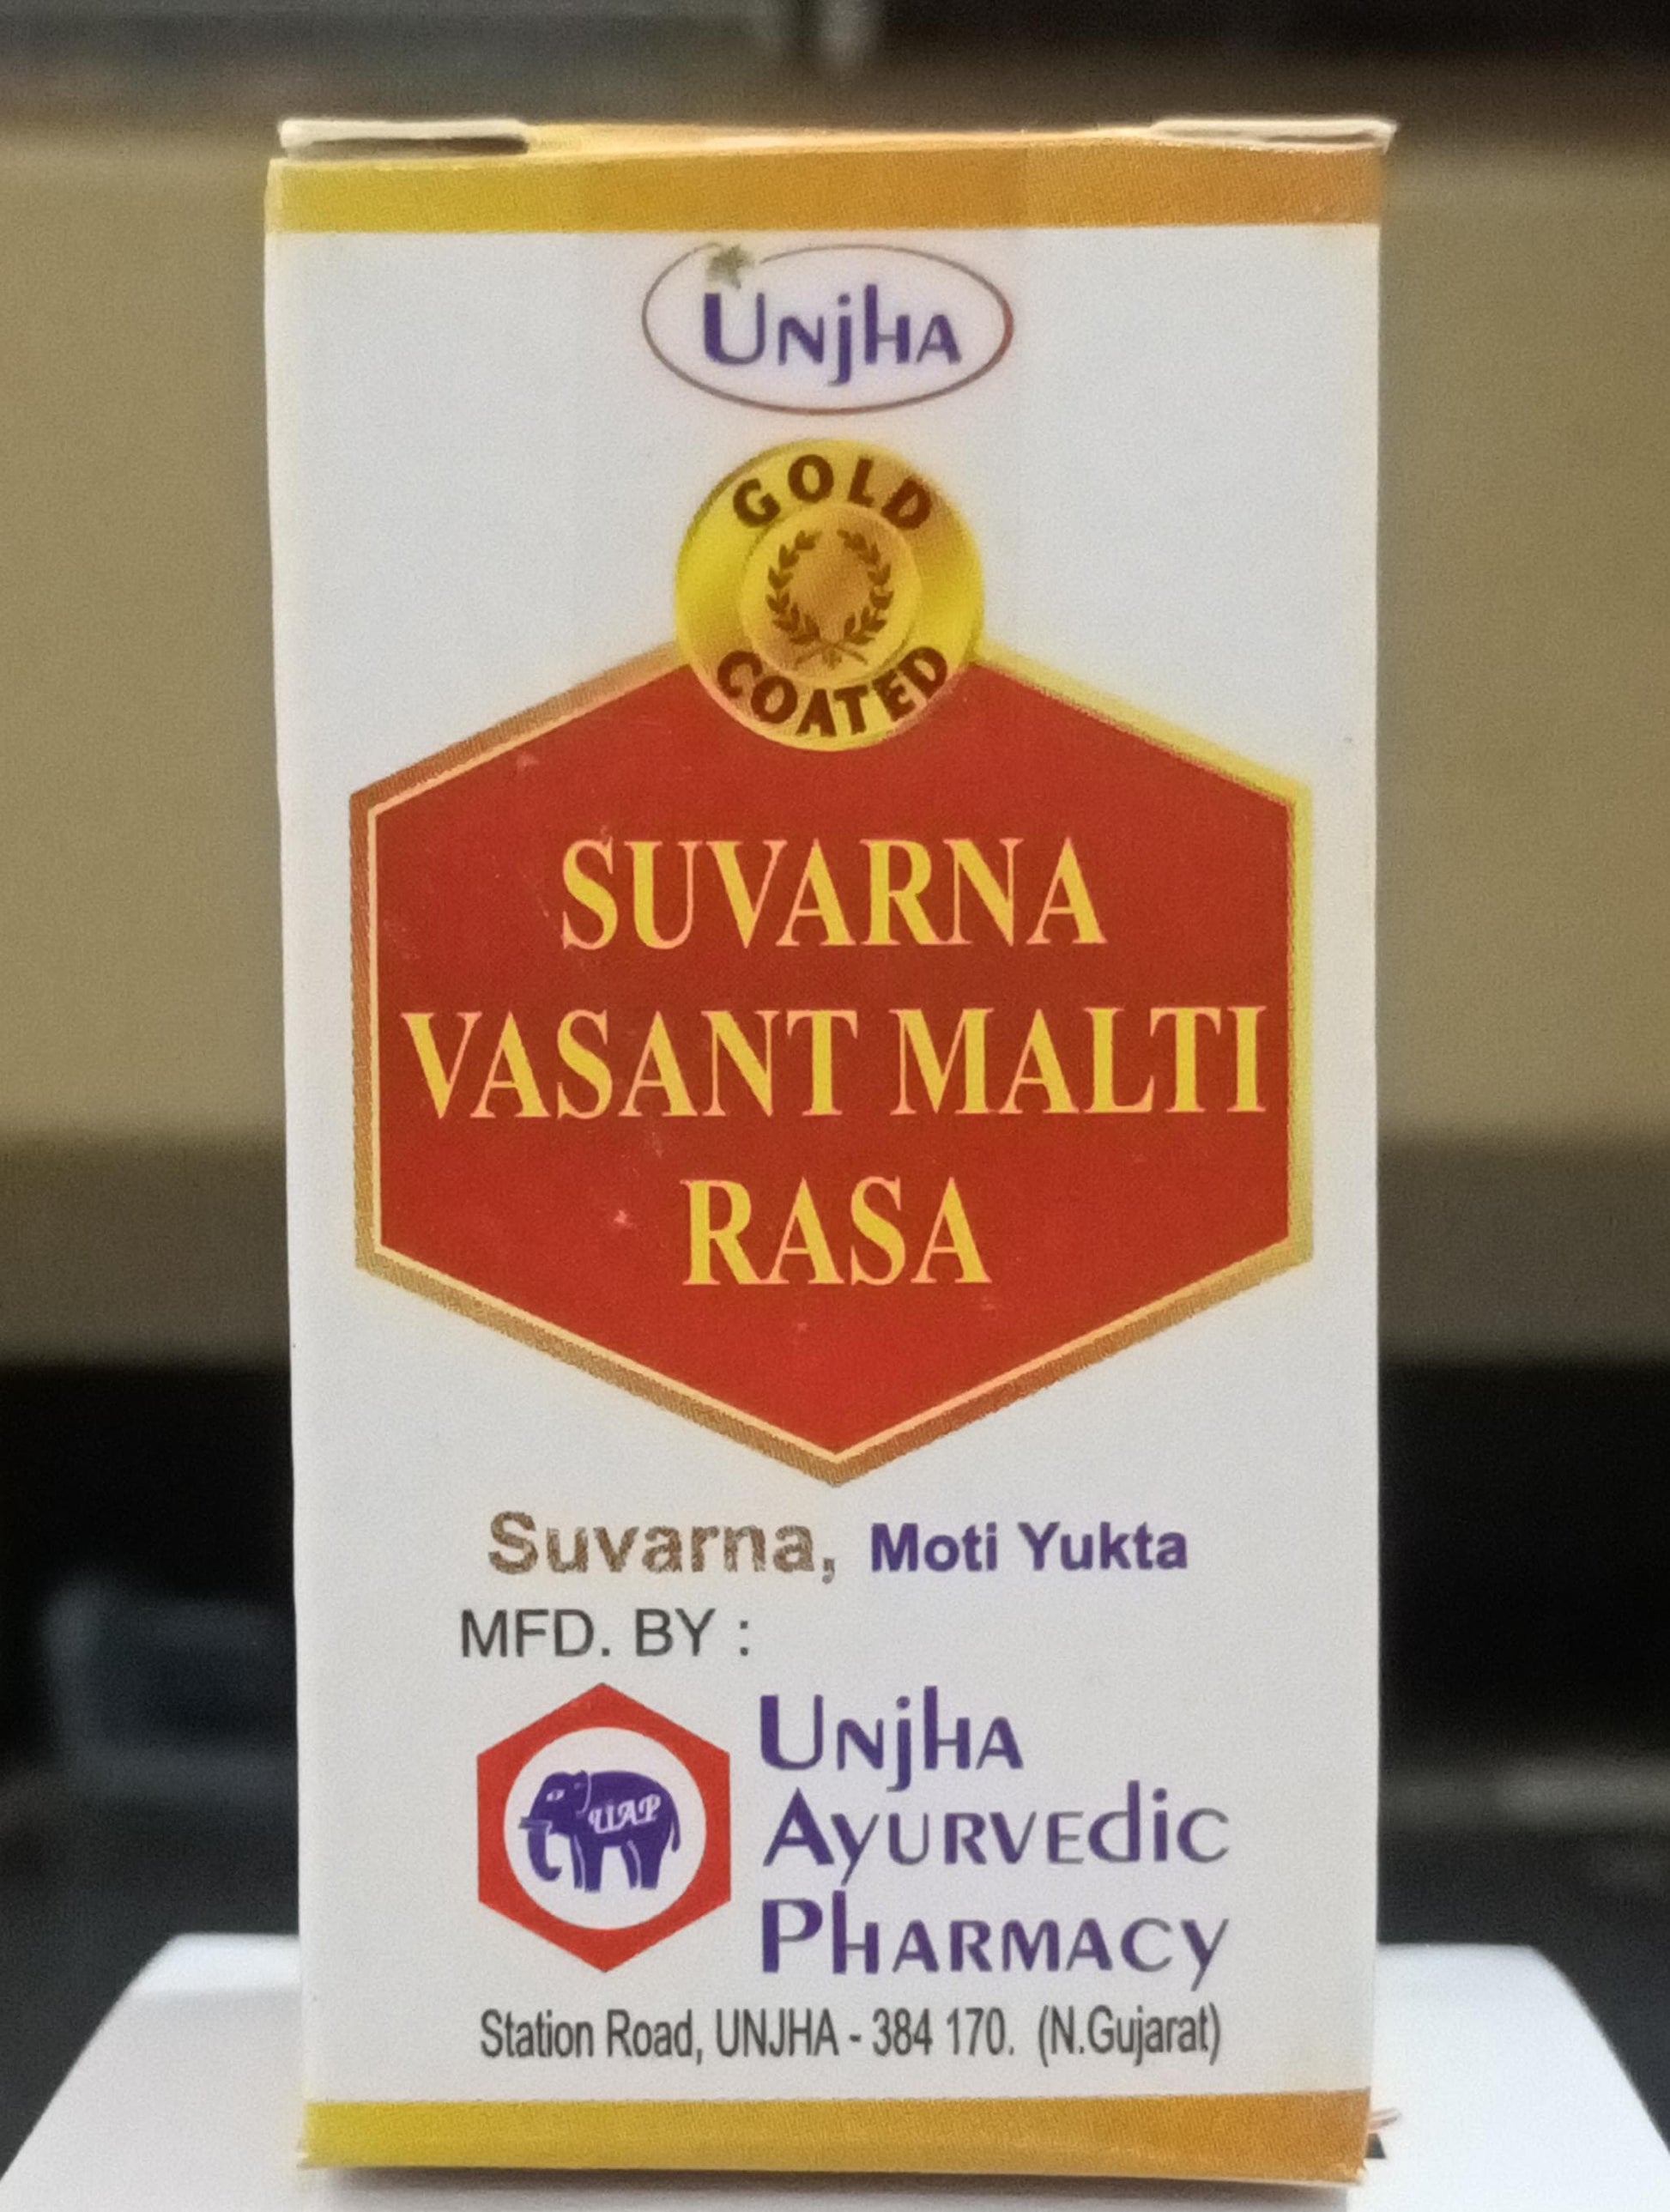 UNJHA
GOLD
COATED
SUVARNA
VASANT MALTI
RASA
Suvarna, Moti Yukta
MFD. BY :
UAP
UNJHA
AYURVEDIC
PHARMACY
Station Road, UNJHA - 384 170. (N.Gujarat)